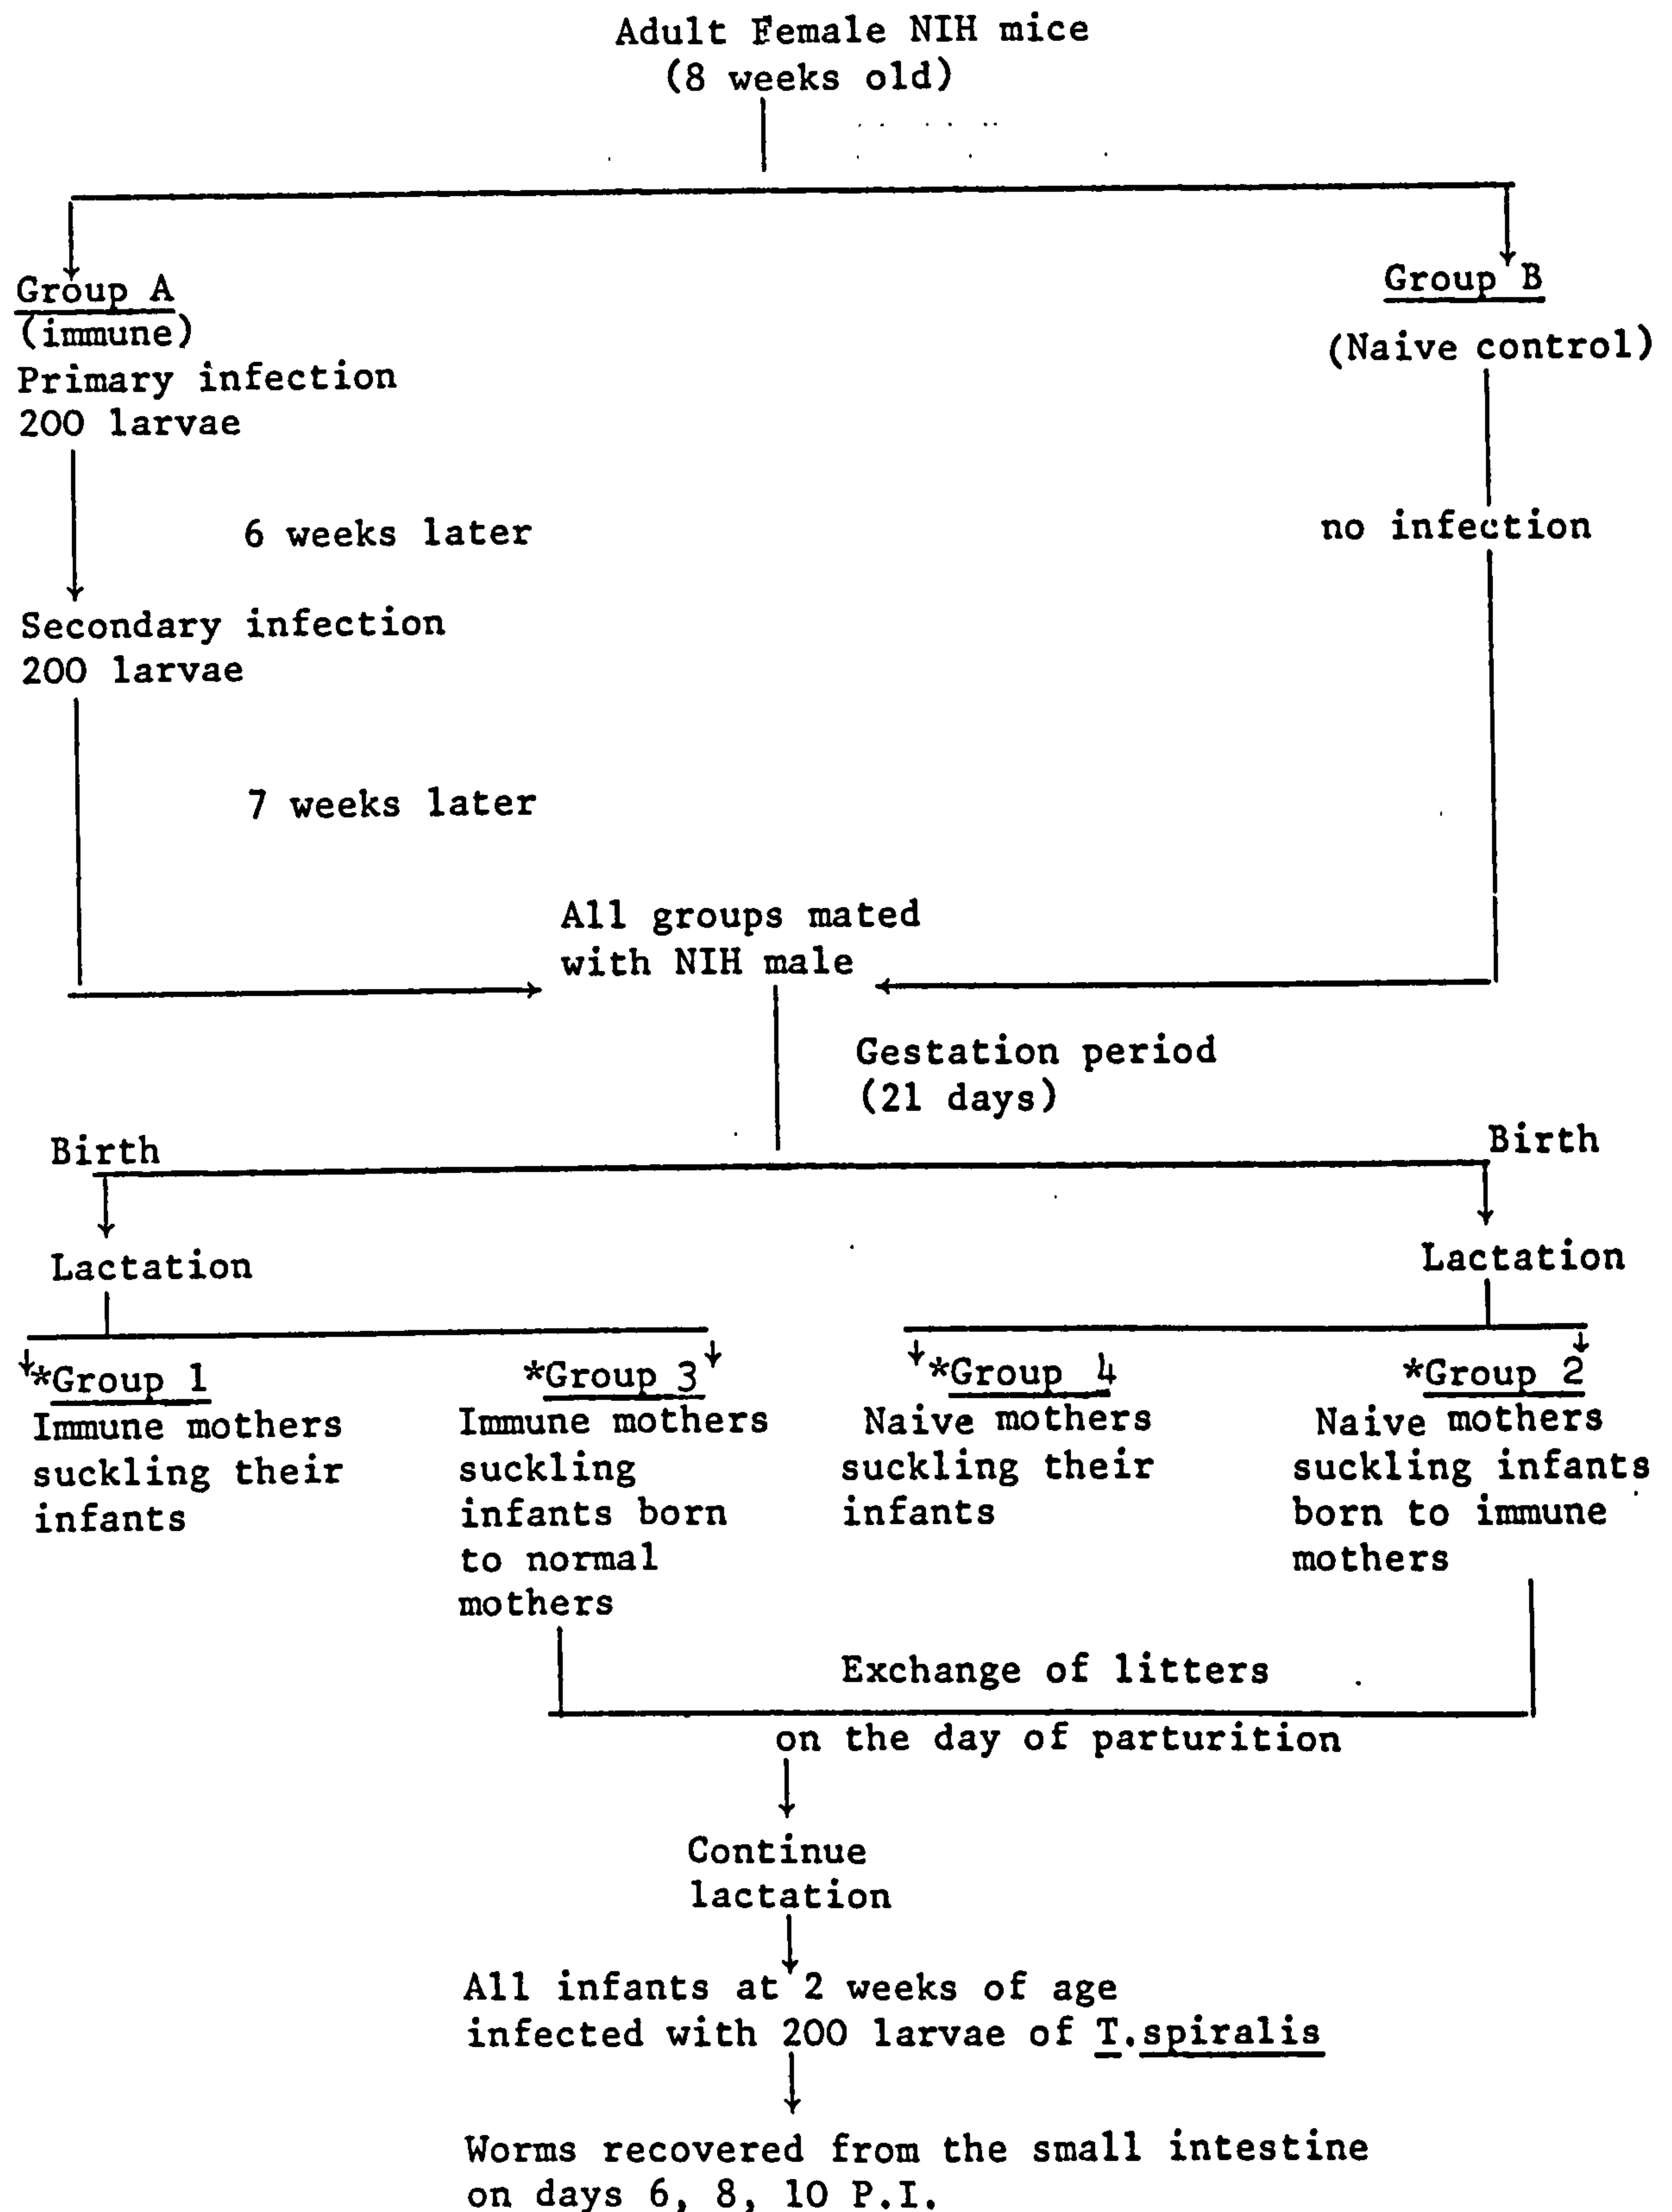 Adult Female NIH mice
(8 weeks old)
Group A
(immune)
Primary infection
200 larvae
Group B
(Naive control)
6 weeks later
no infection
Secondary infection
200 larvae
7 weeks later
All groups mated
with NIH male
Gestation period
(21 days)
Birth
Birth
Lactation
Lactation
*Group 1
Immune mothers
suckling their
infants
*Group 3
Immune mothers
suckling
infants born
to normal
mothers
*Group 4
Naive mothers
suckling their
infants
*Group 2
Naive mothers
suckling infants
born to immune
mothers
Exchange of litters
on the day of parturition
Continue
lactation
All infants at 2 weeks of age
infected with 200 larvae of T.spiralis
Worms recovered from the small intestine
on days 6, 8, 10 P.I.